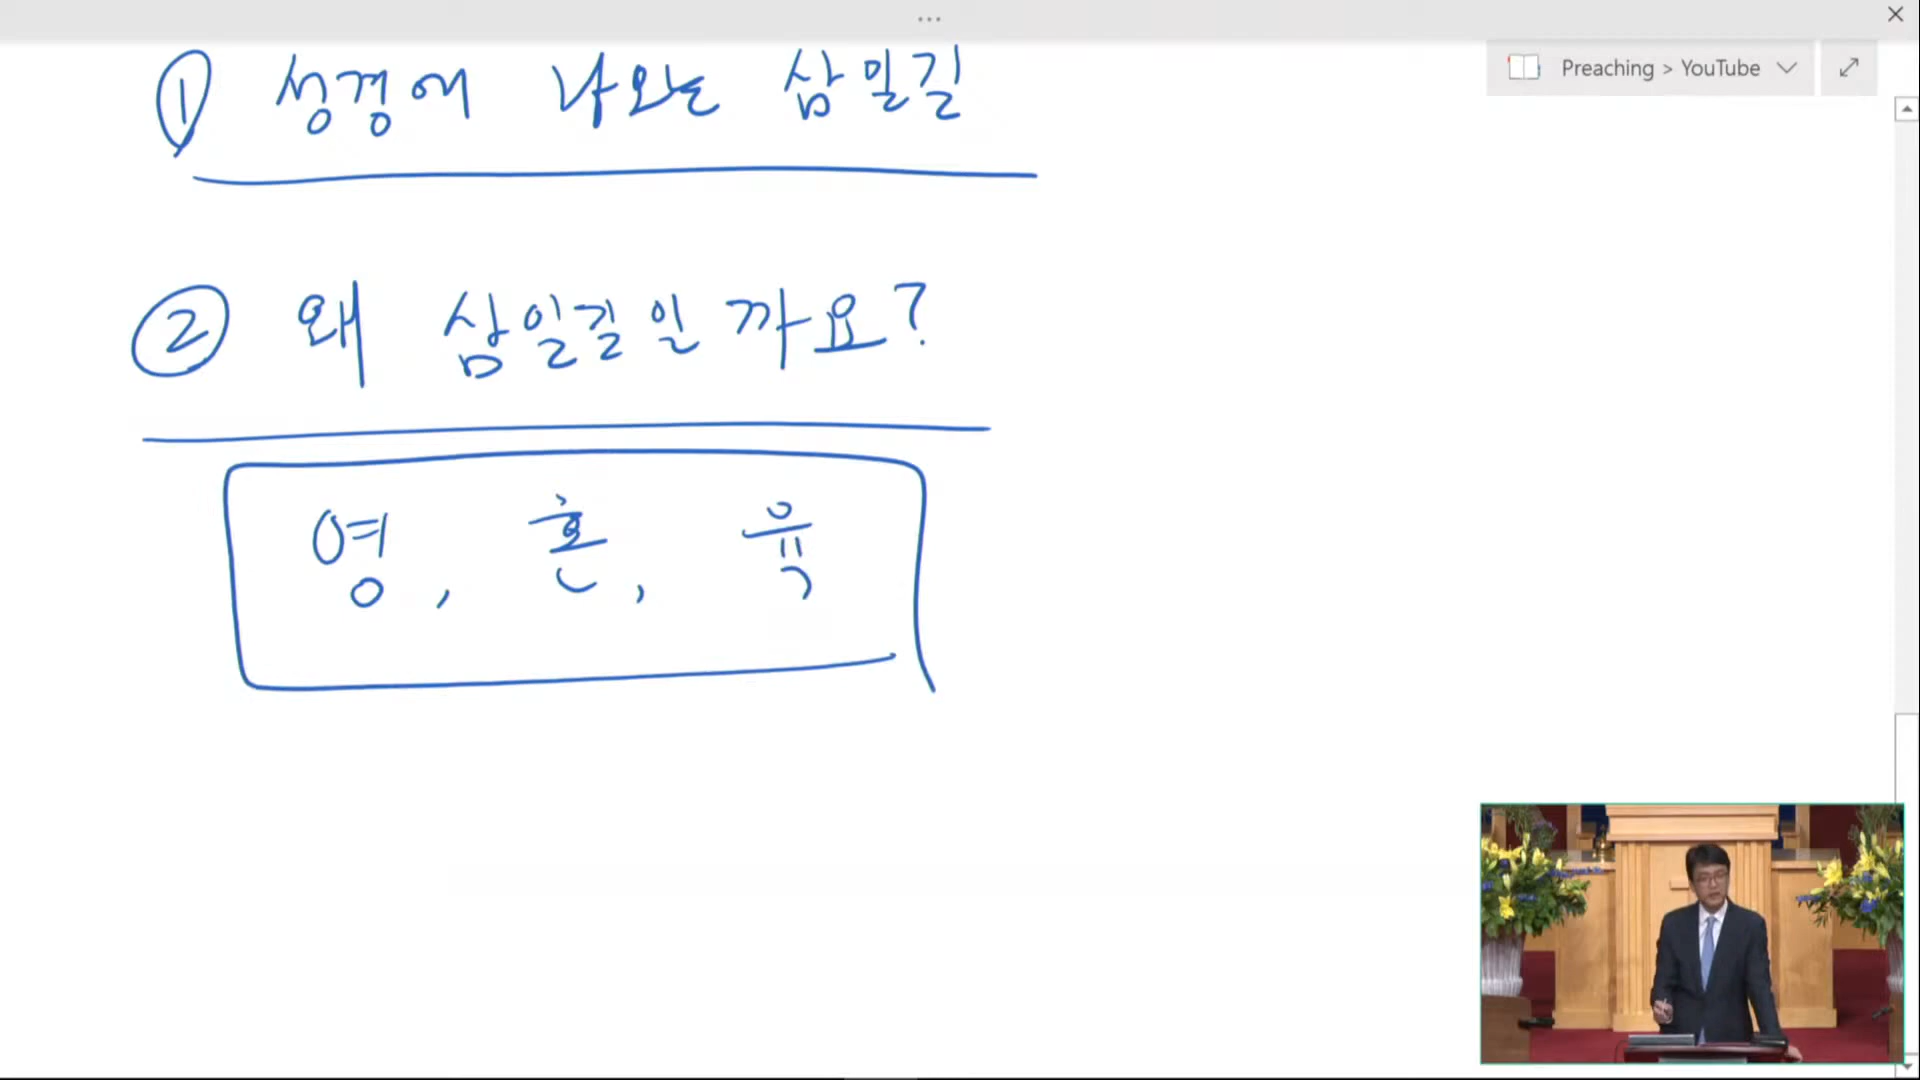 Preaching > YouTube
① 성경에 나오는 삼일길
② 왜 삼일길일까요?
영, 혼, 육